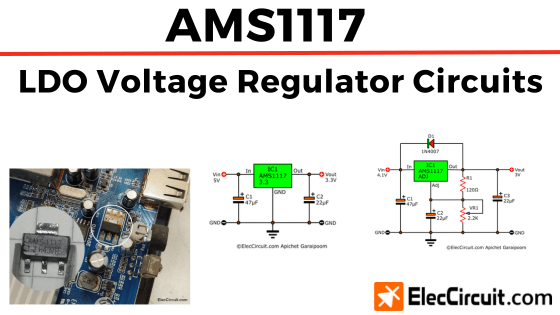 AMS1117
LDO Voltage Regulator Circuits
ElecCircuit.com
Vin
5V
In
IC1
AMS1117
3.3
Out
Vout
3.3V
GND
C1
47µF
C3
22µF
GND
GND
©ElecCircuit.com Apichet Garaipoom
D1
1N4007
Vin
4.1V
In
IC1
AMS1117
ADJ
Out
Vout
3V
Adj
R1
120Ω
C1
47µF
C2
22µF
VR1
2.2K
C3
22µF
GND
GND
©ElecCircuit.com Apichet Garaipoom
ElecCircuit.com